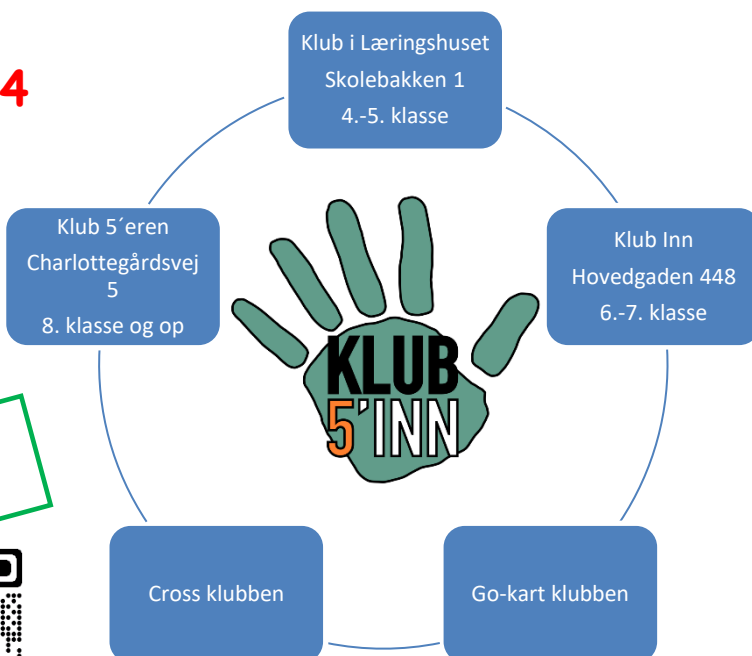 4
Klub i Læringshuset
Skolebakken 1
4.-5. klasse
Klub 5´eren
Charlottegårdsvej
5
8. klasse og op
Klub Inn
Hovedgaden 448
6.-7. klasse
KLUB
5'INN
Cross klubben
Go-kart klubben